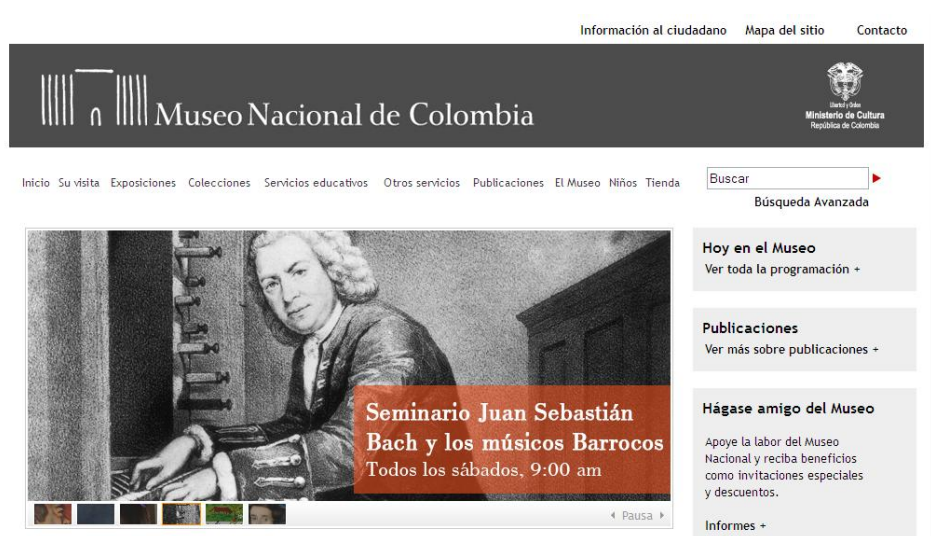 Información al ciudadano Mapa del sitio Contacto
Museo Nacional de Colombia
Libertad y Orden
Ministerio de Cultura
República de Colombia
Inicio Su visita Exposiciones Colecciones Servicios educativos Otros servicios Publicaciones El Museo Niños Tienda
Buscar
Búsqueda Avanzada
Seminario Juan Sebastián
Bach y los músicos Barrocos
Todos los sábados, 9:00 am
Pausa
Hoy en el Museo
Ver toda la programación +
Publicaciones
Ver más sobre publicaciones +
Hágase amigo del Museo
Apoye la labor del Museo
Nacional y reciba beneficios
como invitaciones especiales
y descuentos.
Informes +